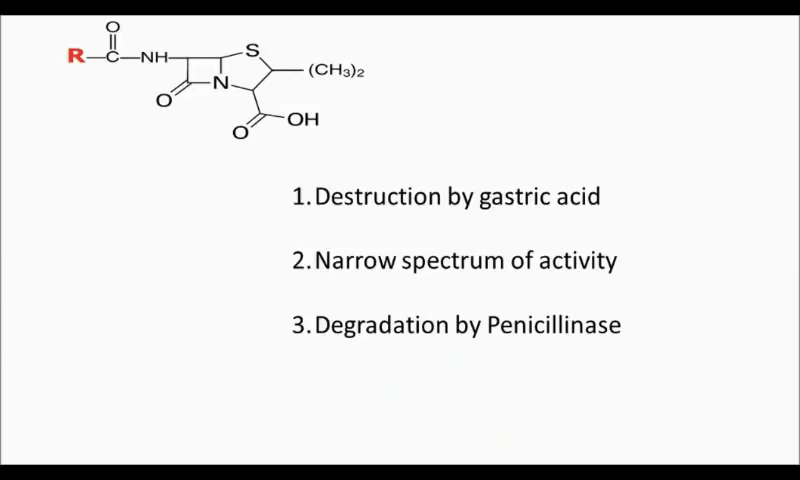 O
R C NH S (CH₃)₂
O N
O OH
1. Destruction by gastric acid
2. Narrow spectrum of activity
3. Degradation by Penicillinase